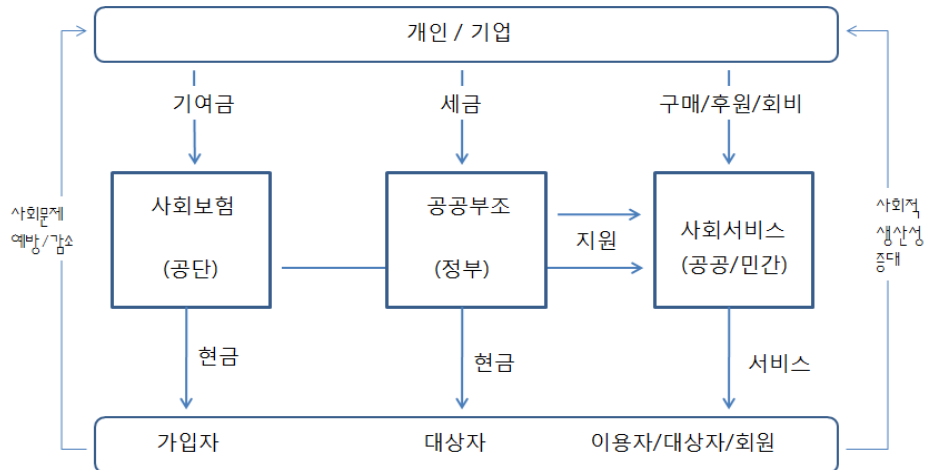 개인 / 기업
기여금
세금
구매/후원/회비
사회보험
(공단)
공공부조
(정부)
지원
사회서비스
(공공/민간)
사회문제
예방/감소
사회적
생산성
증대
현금
현금
서비스
가입자
대상자
이용자/대상자/회원